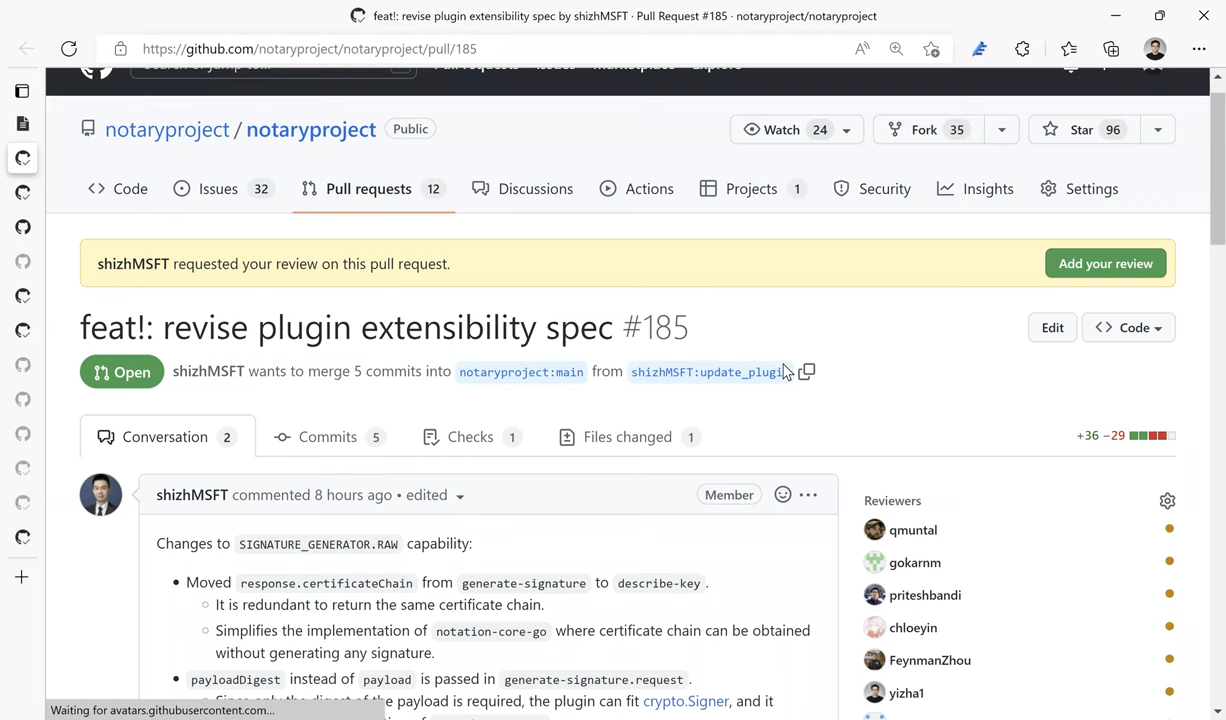 feat!: revise plugin extensibility spec by shizhMSFT · Pull Request #185 · notaryproject/notaryproject
https://github.com/notaryproject/notaryproject/pull/185
notaryproject / notaryproject Public
Watch 24 Fork 35 Star 96
Code Issues 32 Pull requests 12 Discussions Actions Projects 1 Security Insights Settings
shizhMSFT requested your review on this pull request. Add your review
feat!: revise plugin extensibility spec #185
Edit Code
Open shizhMSFT wants to merge 5 commits into notaryproject:main from shizhMSFT:update_plugi
Conversation 2 Commits 5 Checks 1 Files changed 1 +36 −29
shizhMSFT commented 8 hours ago • edited Member
Reviewers
Changes to SIGNATURE_GENERATOR.RAW capability:
• Moved response.certificateChain from generate-signature to describe-key .
It is redundant to return the same certificate chain.
Simplifies the implementation of notation-core-go where certificate chain can be obtained
without generating any signature.
• payloadDigest instead of payload is passed in generate-signature.request .
the payload is required, the plugin can fit crypto.Signer, and it
qmuntal
gokarnm
priteshbandi
chloeyin
FeynmanZhou
yizha1
Waiting for avatars.githubusercontent.com...